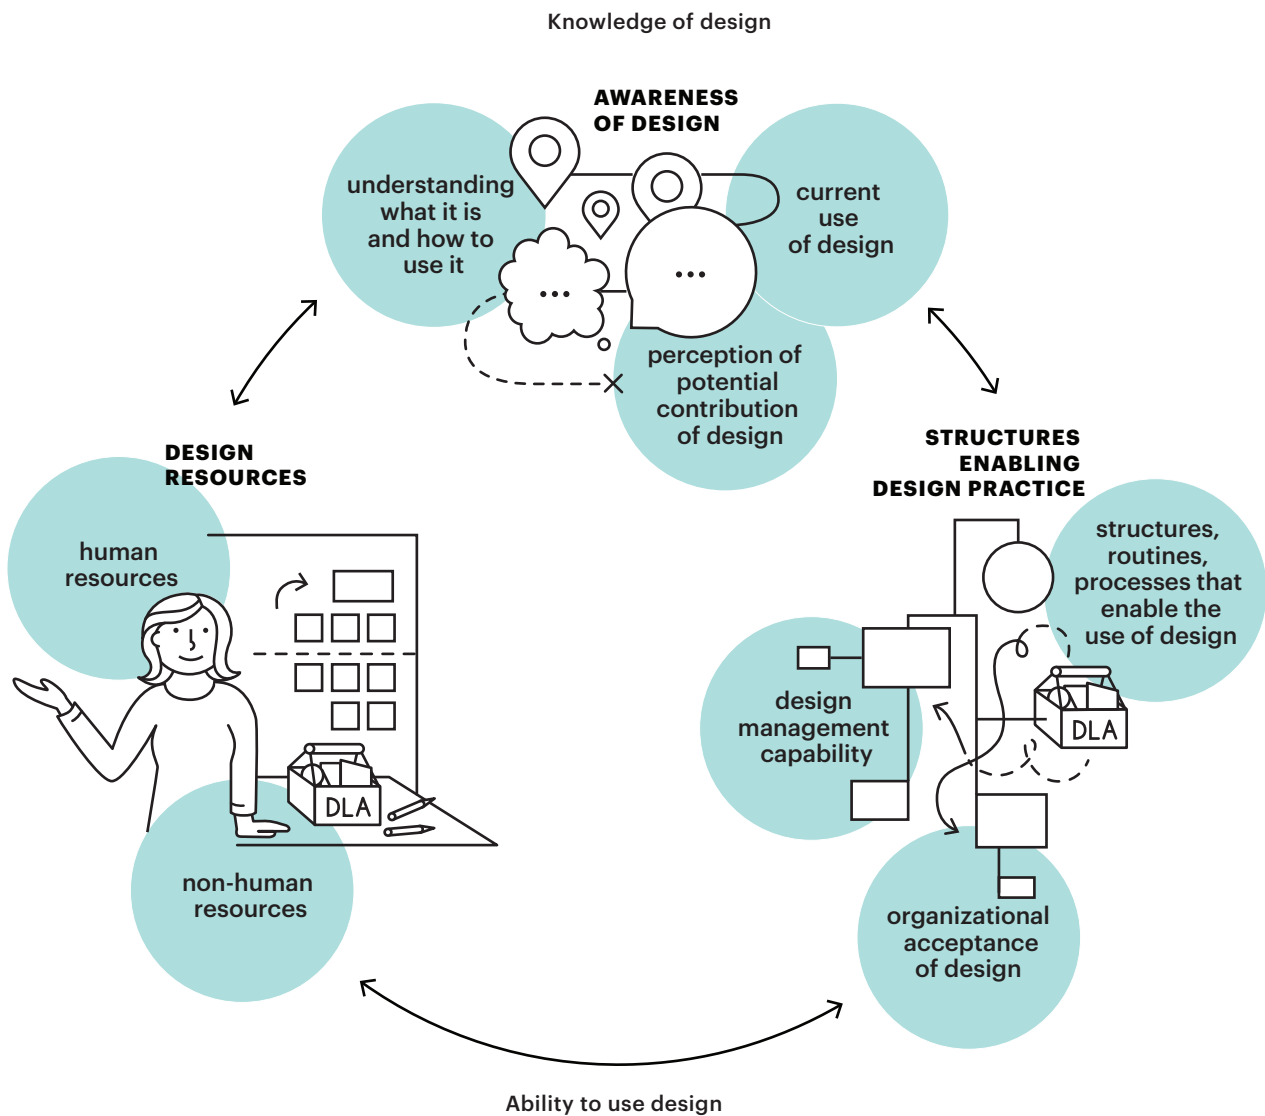 Knowledge of design
AWARENESS
OF DESIGN
understanding
what it is
and how to
use it
current
use
of design
...
...
perception of
potential
contribution
of design
DESIGN
RESOURCES
human
resources
DLA
non-human
resources
STRUCTURES
ENABLING
DESIGN PRACTICE
structures,
routines,
processes that
enable the
use of design
design
management
capability
DLA
organizational
acceptance
of design
Ability to use design